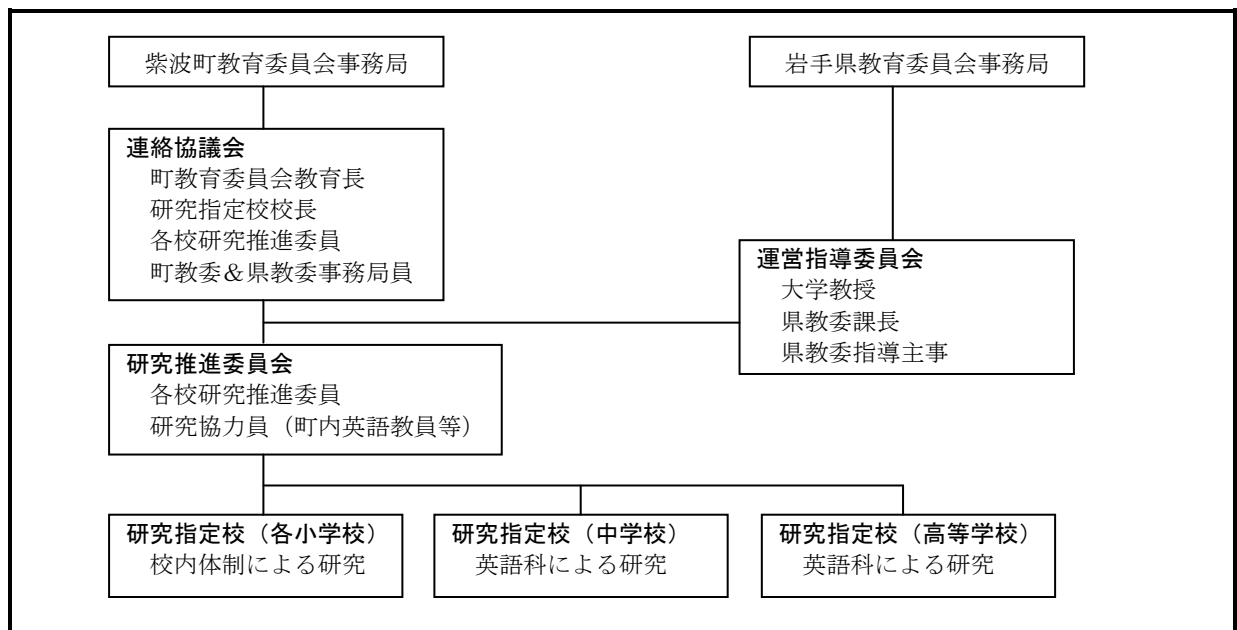 紫波町教育委員会事務局
岩手県教育委員会事務局
連絡協議会
町教育委員会教育長
研究指定校校長
各校研究推進委員
町教委＆県教委事務局員
運営指導委員会
大学教授
県教委課長
県教委指導主事
研究推進委員会
各校研究推進委員
研究協力員（町内英語教員等）
研究指定校（各小学校）
校内体制による研究
研究指定校（中学校）
英語科による研究
研究指定校（高等学校）
英語科による研究